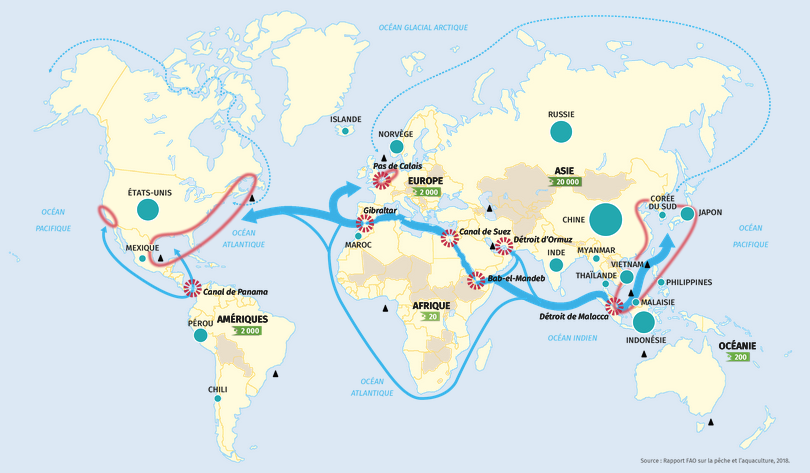 OCÉAN GLACIAL ARCTIQUE
ISLANDE
NORVÈGE
RUSSIE
Pas de Calais
EUROPE
≥ 2 000
ASIE
≥ 20 000
ÉTATS-UNIS
OCÉAN
PACIFIQUE
OCÉAN
ATLANTIQUE
Gibraltar
MAROC
Canal de Suez
Détroit d'Ormuz
CHINE
CORÉE
DU SUD
JAPON
OCÉAN
PACIFIQUE
MEXIQUE
INDE
MYANMAR
VIETNAM
THAÏLANDE
PHILIPPINES
Bab-el-Mandeb
Canal de Panama
AFRIQUE
≥ 20
AMÉRIQUES
≥ 2 000
PÉROU
MALAISIE
Détroit de Malacca
INDONÉSIE
OCÉAN INDIEN
OCÉANIE
≥ 200
OCÉAN
ATLANTIQUE
CHILI
Source : Rapport FAO sur la pêche et l'aquaculture, 2018.